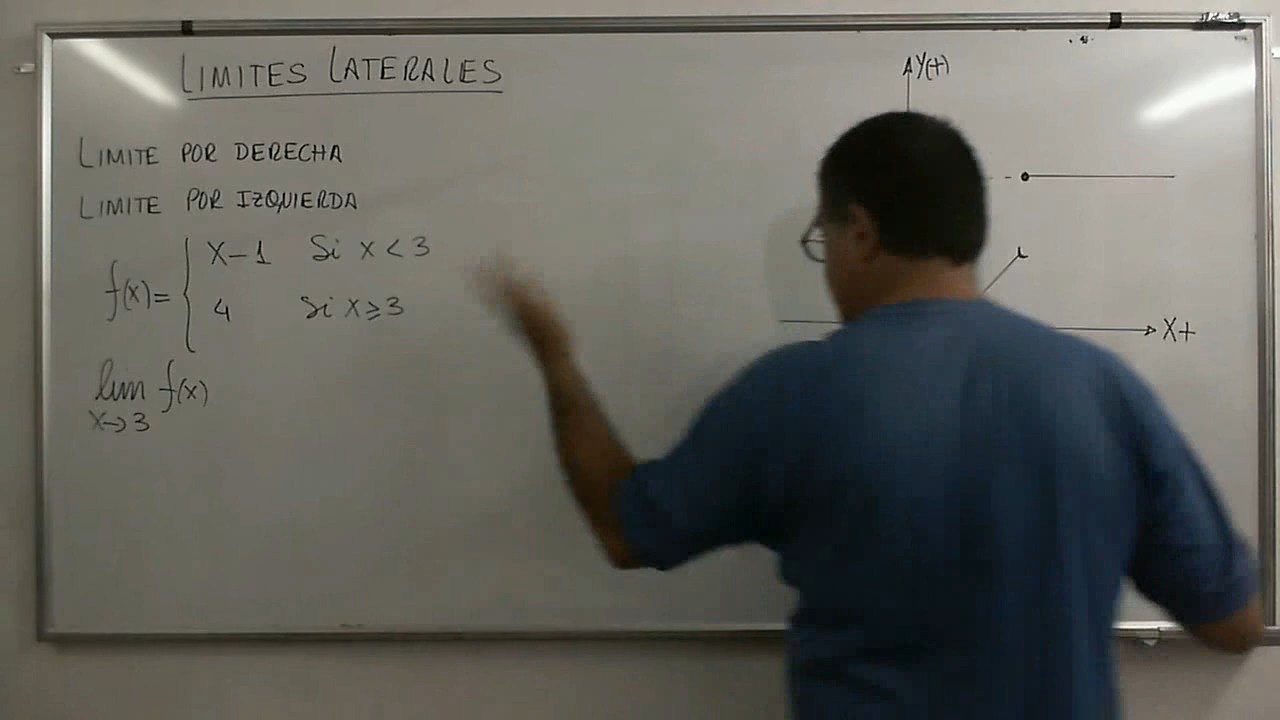 LIMITES LATERALES
LIMITE POR DERECHA
LIMITE POR IZQUIERDA
f(x) = { x-1 Si x < 3
4 Si x ≥ 3
lim f(x)
x→3
Y(+)
X+